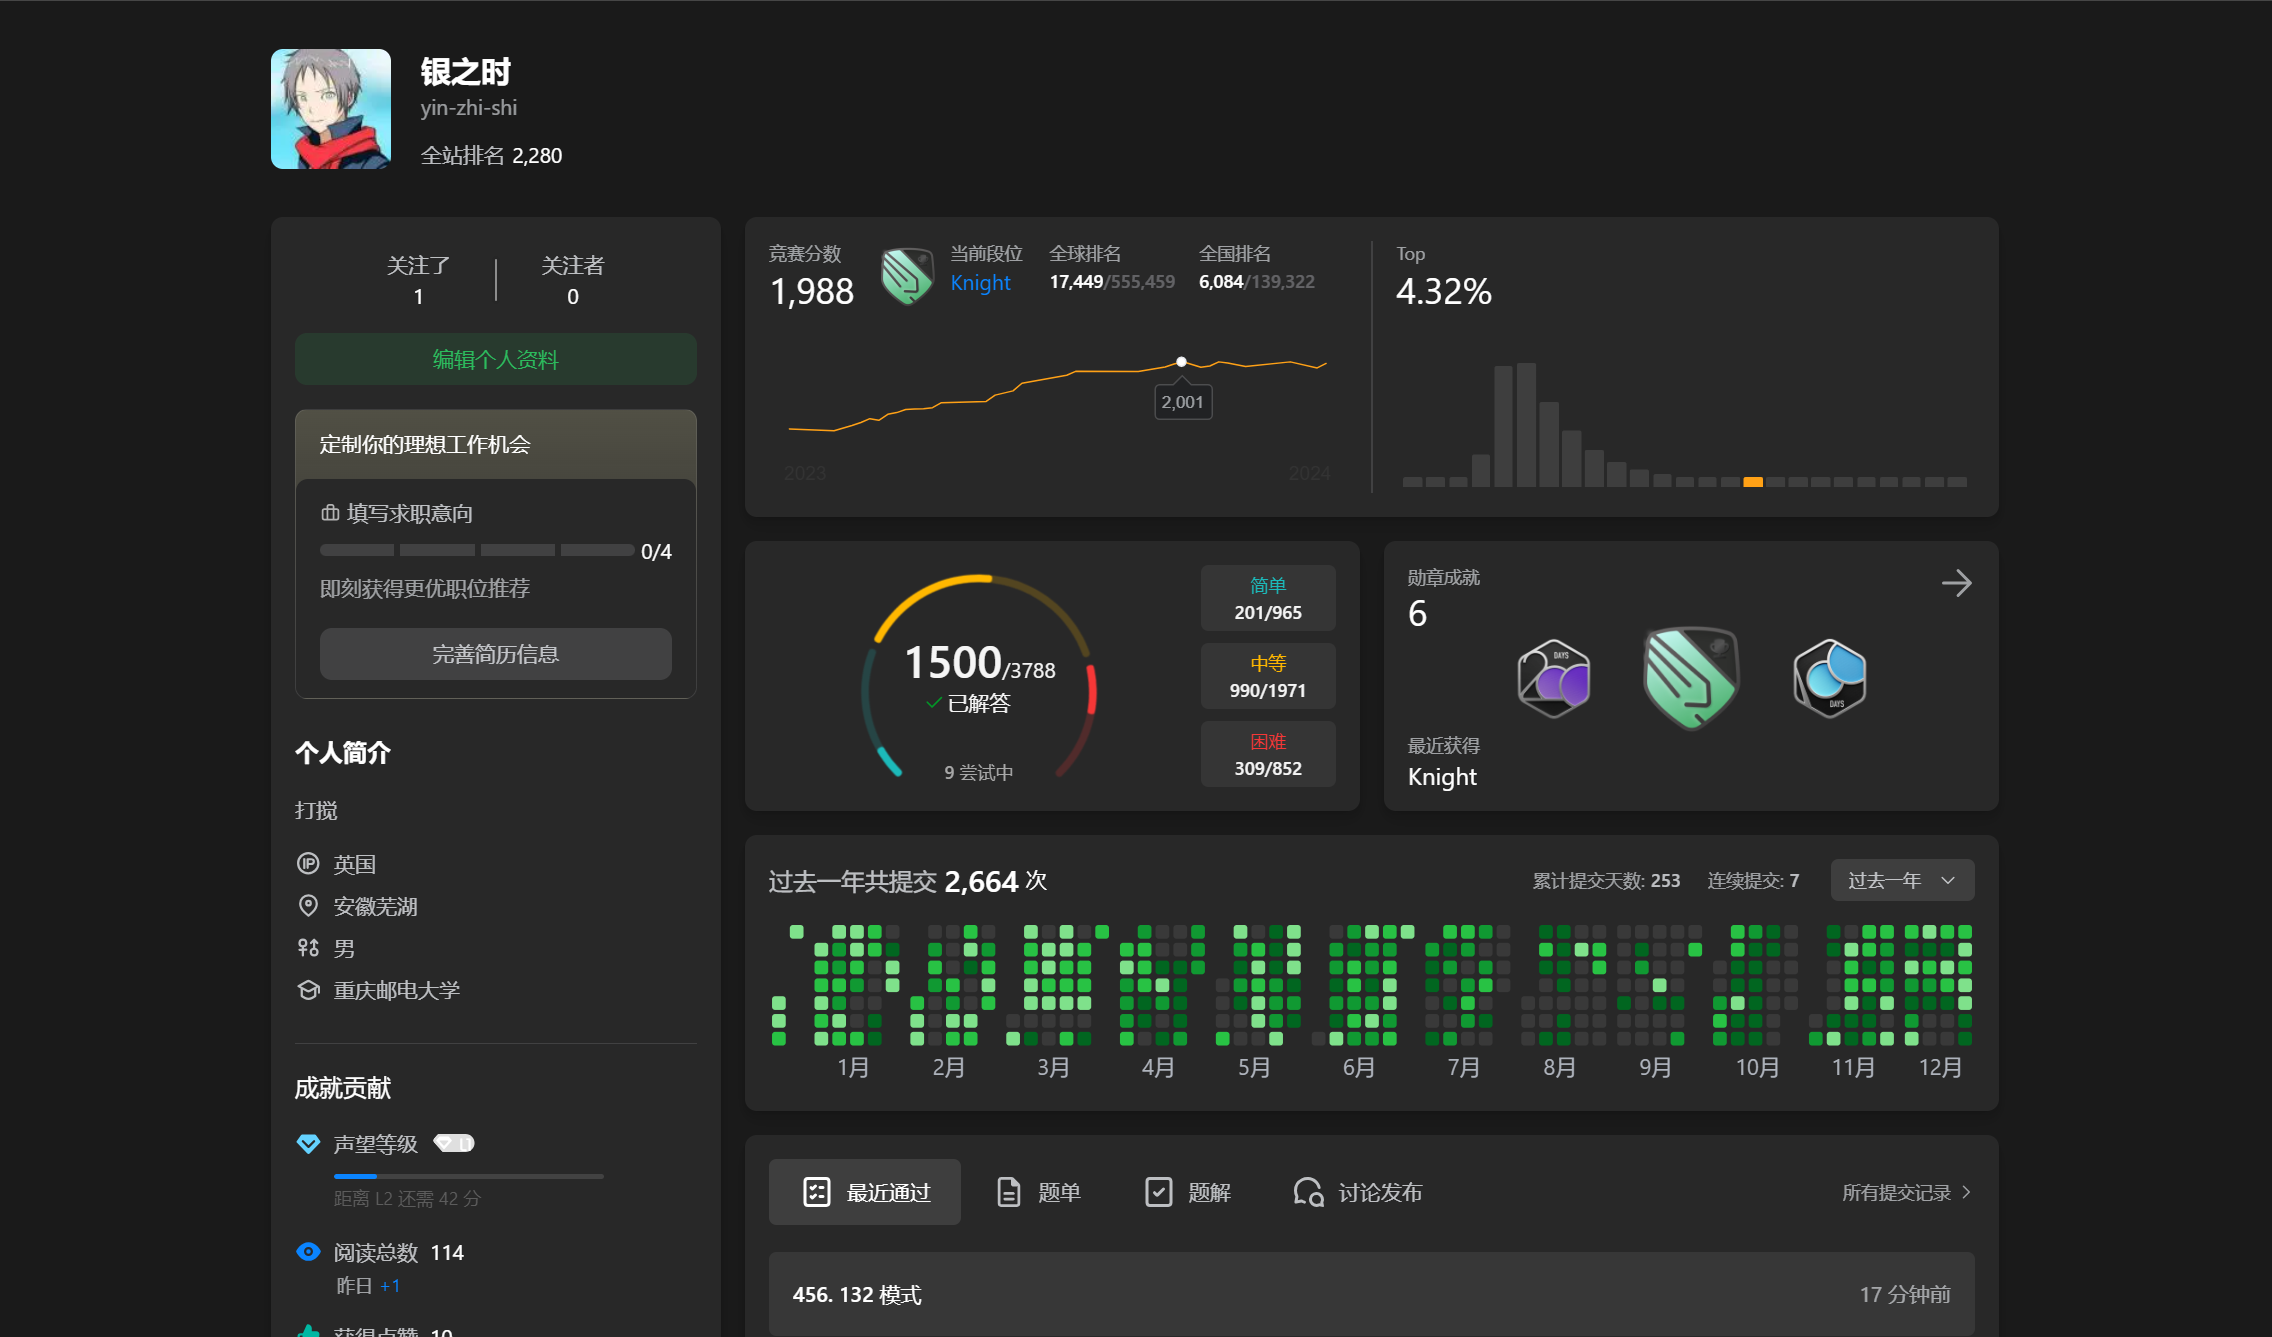 银之时
yin-zhi-shi
全站排名 2,280
关注了
1
关注者
0
编辑个人资料
定制你的理想工作机会
填写求职意向
0/4
即刻获得更优职位推荐
完善简历信息
个人简介
打搅
IP 英国
安徽芜湖
男
重庆邮电大学
成就贡献
声望等级 L1
距离 L2 还需 42 分
阅读总数 114
昨日 +1
获得点赞 10
竞赛分数
1,988
当前段位
Knight
全球排名
17,449/555,459
全国排名
6,084/139,322
2,001
2023
2024
Top
4.32%
1500/3788
已解答
9 尝试中
简单
201/965
中等
990/1971
困难
309/852
勋章成就
6
DAYS
DAYS
最近获得
Knight
过去一年共提交 2,664 次
累计提交天数: 253
连续提交: 7
过去一年
1月 2月 3月 4月 5月 6月 7月 8月 9月 10月 11月 12月
最近通过
题单
题解
讨论发布
所有提交记录
456. 132 模式
17 分钟前